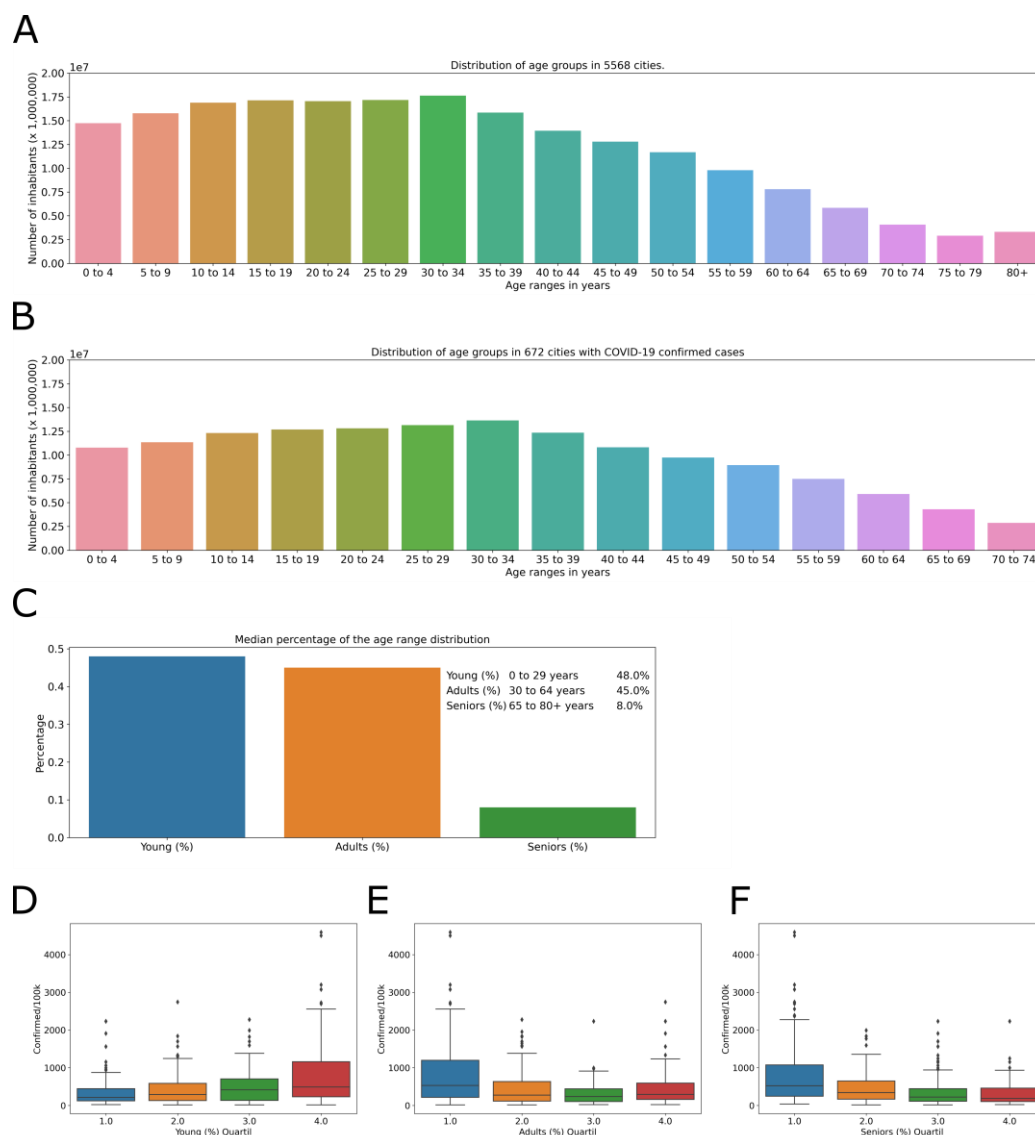 A
Distribution of age groups in 5568 cities.
1e7
2.00
1.75
1.50
1.25
1.00
0.75
0.50
0.25
0.00
Number of inhabitants (x 1,000,000)
0 to 4 5 to 9 10 to 14 15 to 19 20 to 24 25 to 29 30 to 34 35 to 39 40 to 44 45 to 49 50 to 54 55 to 59 60 to 64 65 to 69 70 to 74 75 to 79 80+
Age ranges in years
B
Distribution of age groups in 672 cities with COVID-19 confirmed cases
1e7
2.00
1.75
1.50
1.25
1.00
0.75
0.50
0.25
0.00
Number of inhabitants (x 1,000,000)
0 to 4 5 to 9 10 to 14 15 to 19 20 to 24 25 to 29 30 to 34 35 to 39 40 to 44 45 to 49 50 to 54 55 to 59 60 to 64 65 to 69 70 to 74
Age ranges in years
C
Median percentage of the age range distribution
0.5
0.4
0.3
0.2
0.1
0.0
Percentage
Young (%) 0 to 29 years 48.0%
Adults (%) 30 to 64 years 45.0%
Seniors (%) 65 to 80+ years 8.0%
Young (%) Adults (%) Seniors (%)
D
4000
3000
2000
1000
0
Confirmed/100k
1.0 2.0 3.0 4.0
Young (%) Quartil
E
4000
3000
2000
1000
0
Confirmed/100k
1.0 2.0 3.0 4.0
Adults (%) Quartil
F
4000
3000
2000
1000
0
Confirmed/100k
1.0 2.0 3.0 4.0
Seniors (%) Quartil